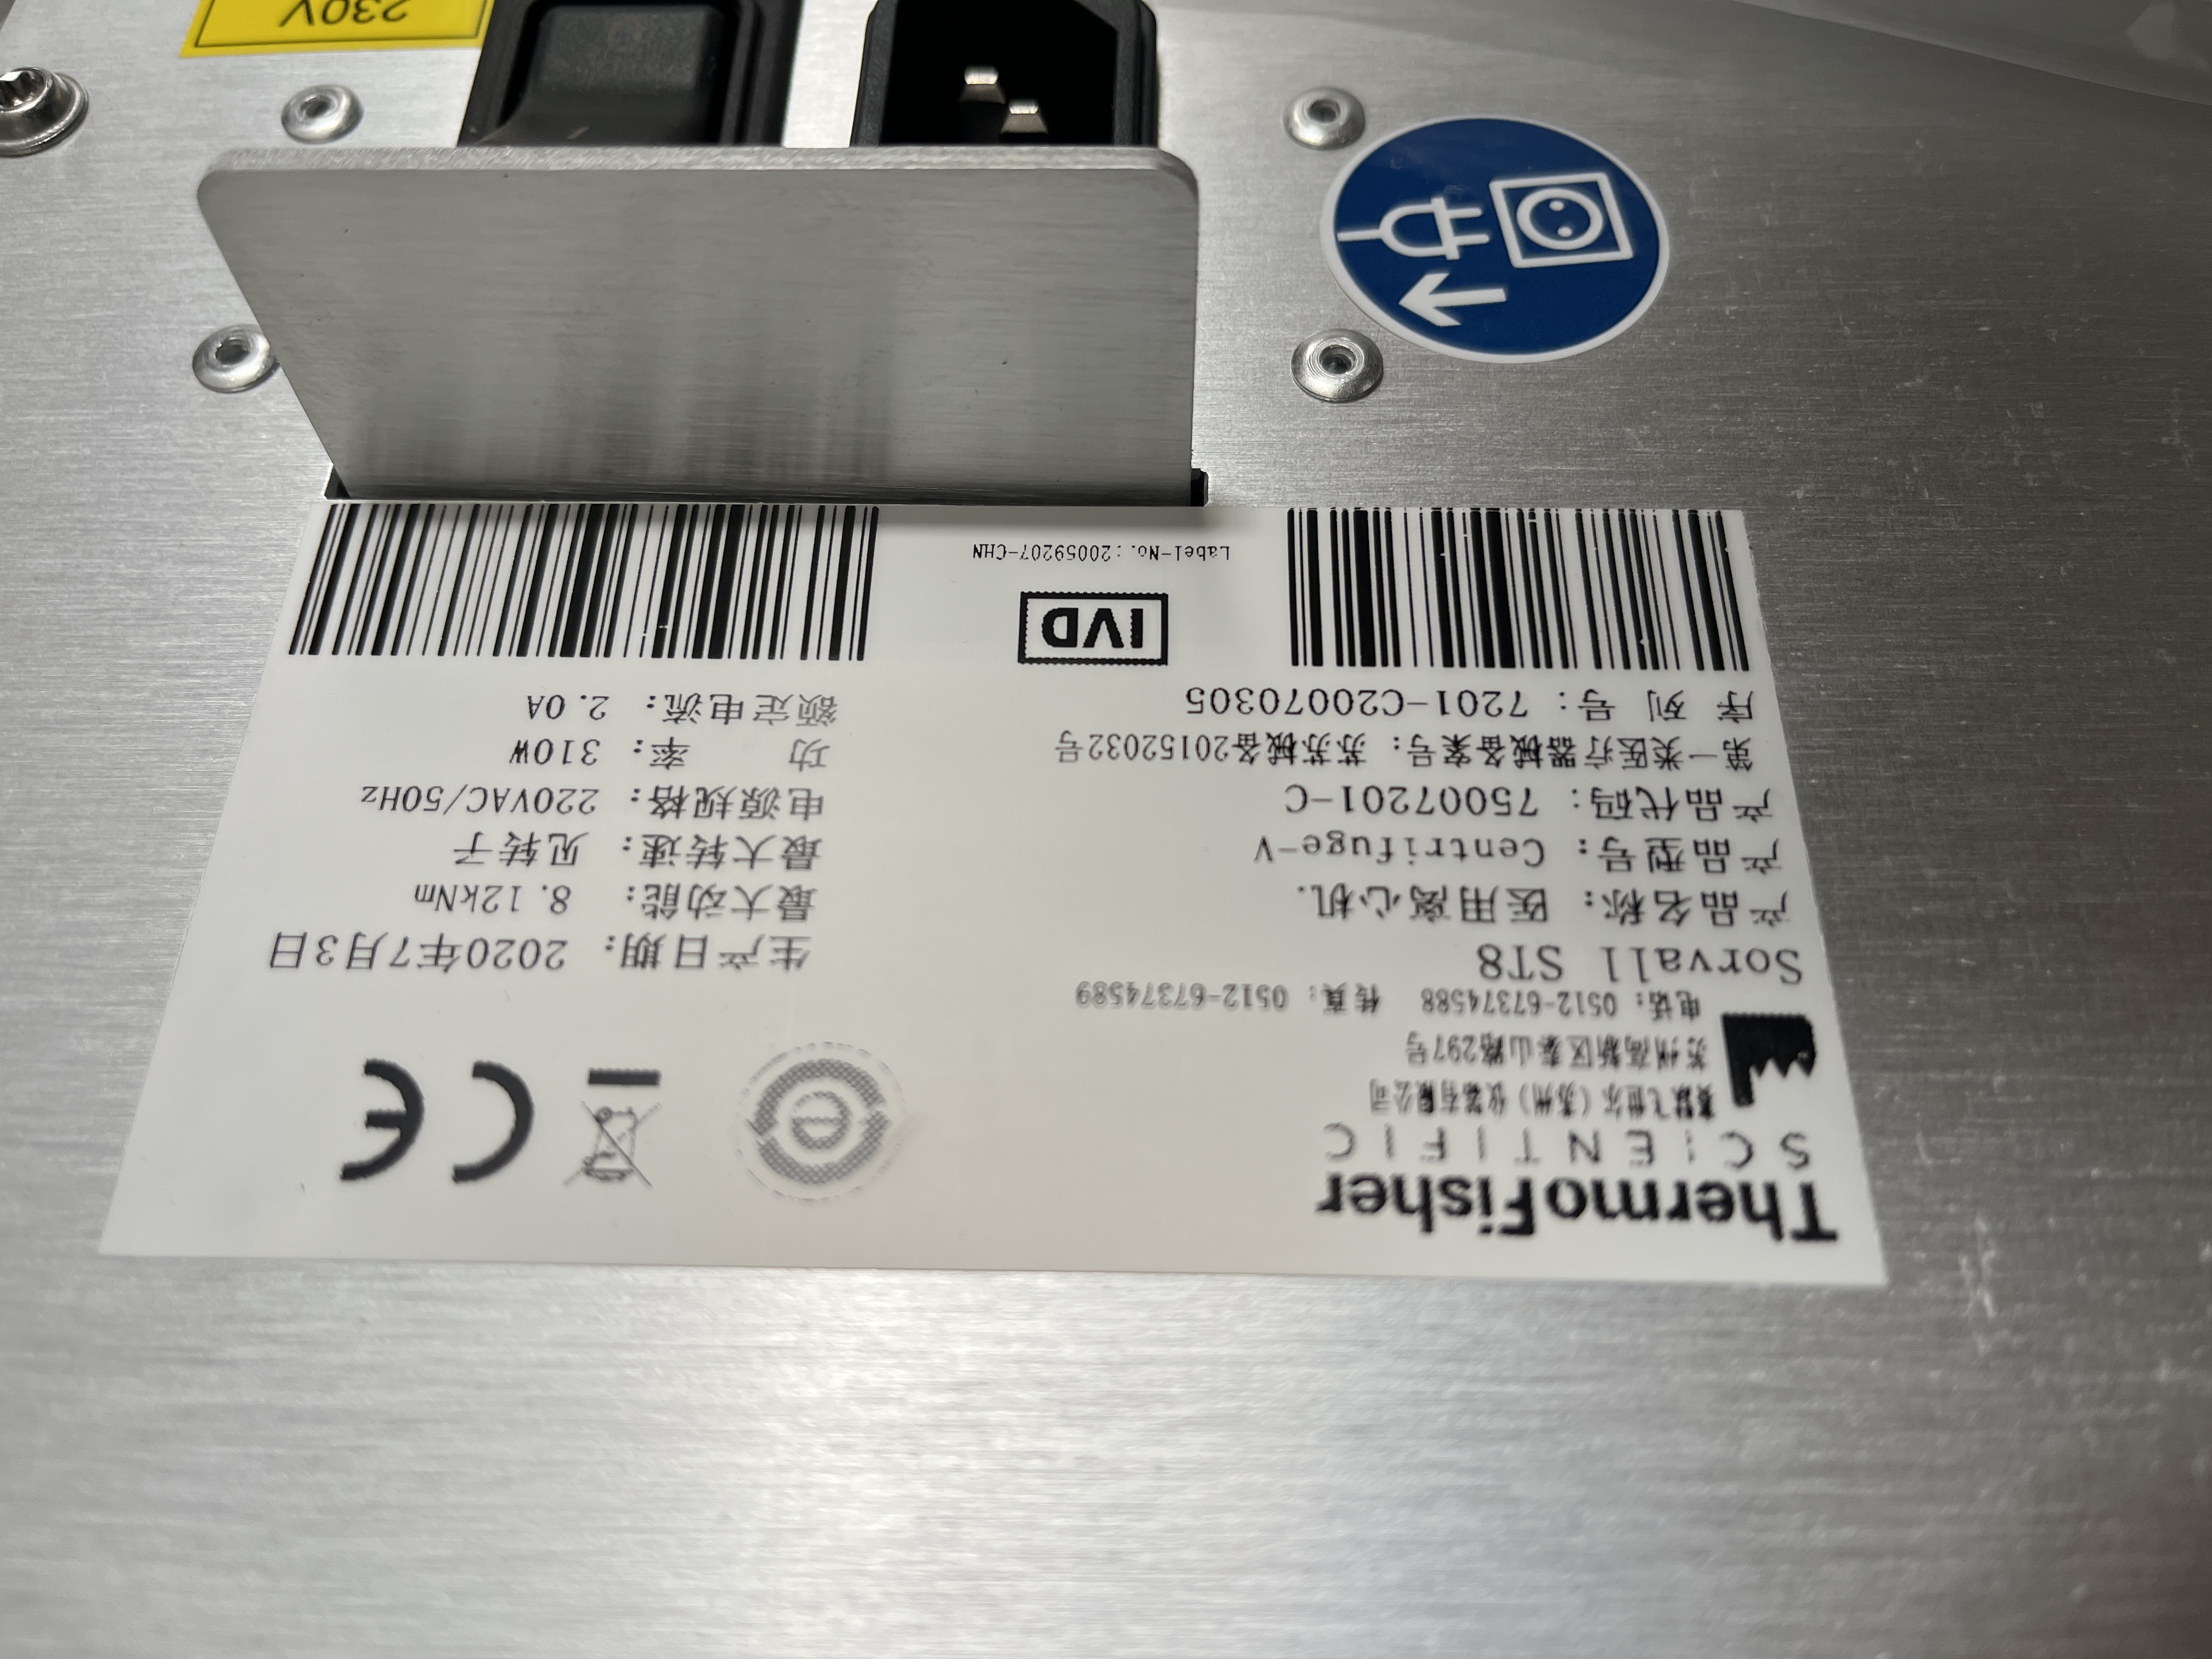 ThermoFisher
SCIENTIFIC
赛默飞世尔（苏州）仪器有限公司
苏州高新区泰山路297号
电话：0512-67374588 传真：0512-67374589
Sorvall ST8
产品名称：医用离心机.
产品型号：Centrifuge-V
产品代码：75007201-C
第一类医疗器械备案号：苏苏械备20152032号
序列号：7201-C20070305
e
CE
生产日期：2020年7月3日
最大动能：8.12kNm
最大转速：见转子
电源规格：220VAC/50Hz
功 率：310W
额定电流：2.0A
IVD
Label-No.:20059207-CHN
230V